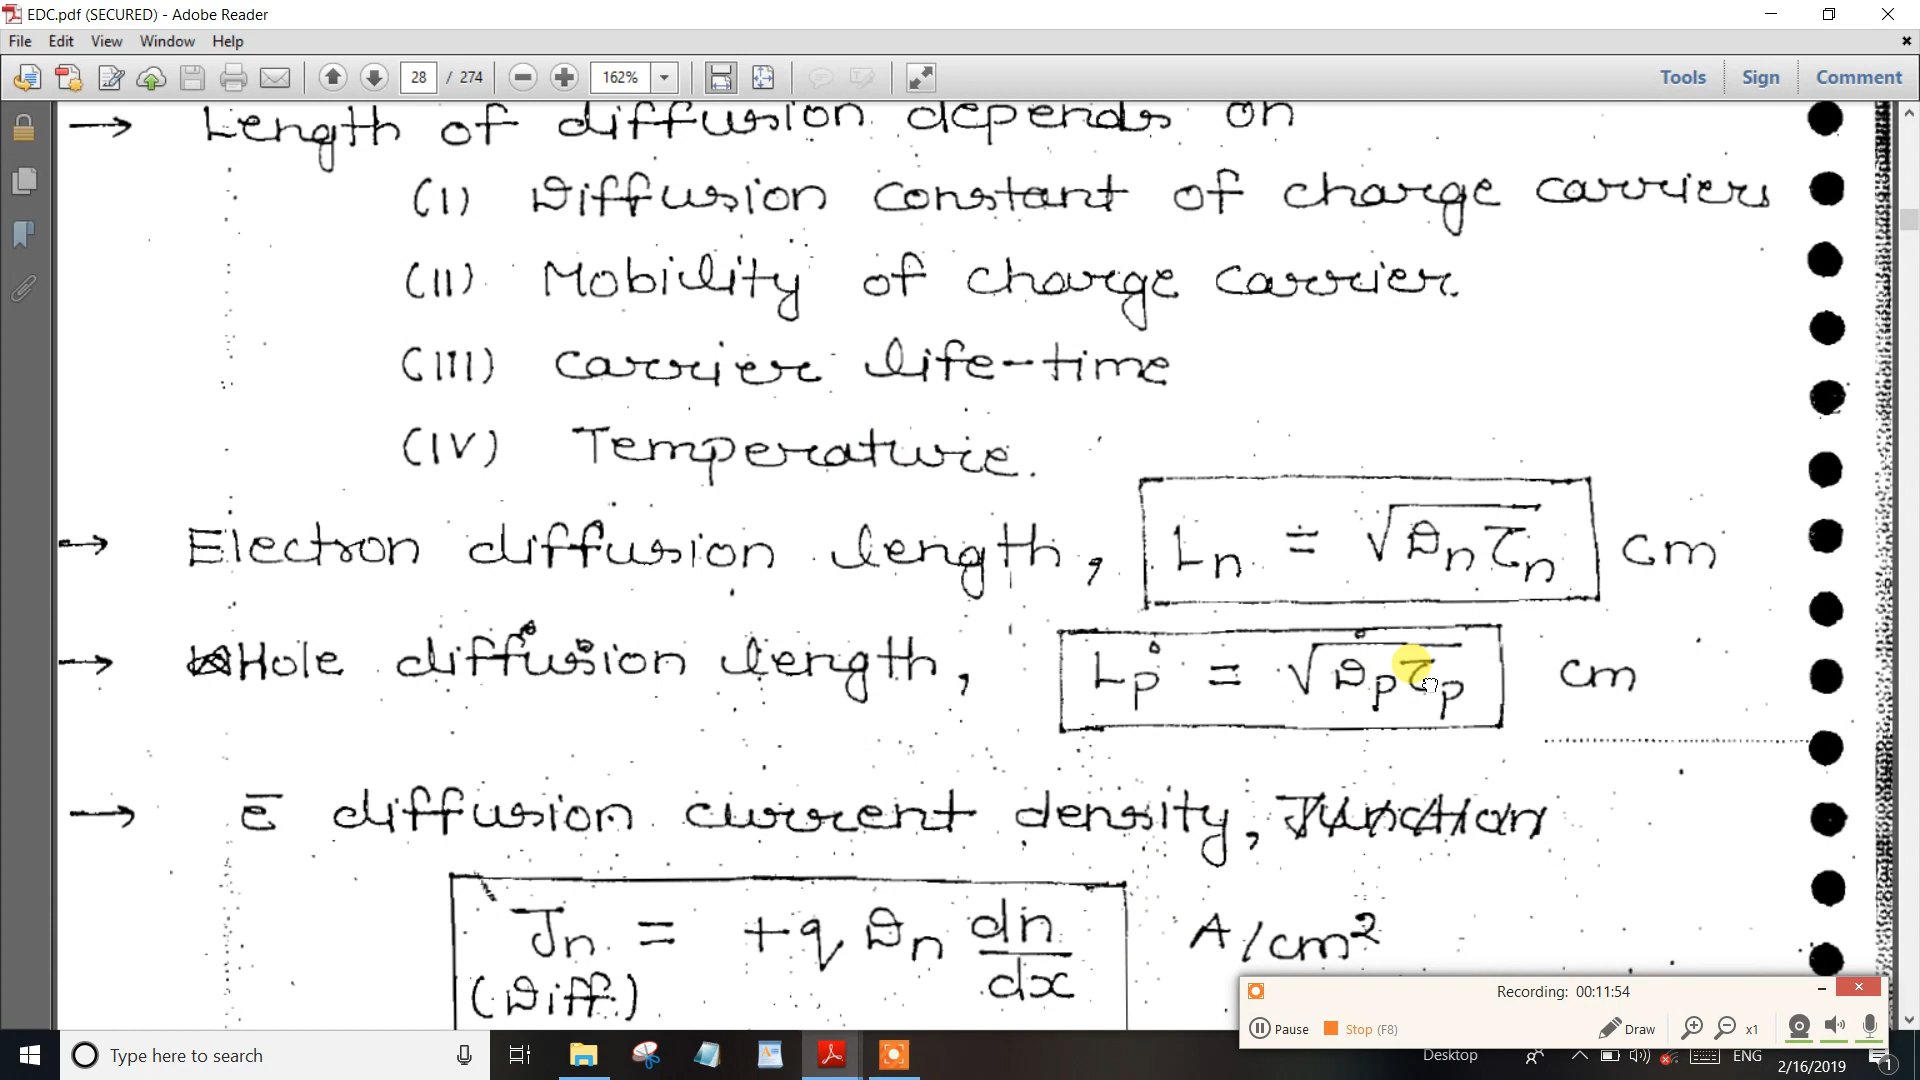 EDC.pdf (SECURED) - Adobe Reader
File Edit View Window Help
28 / 274 162% Tools Sign Comment
→ Length of diffusion depends on
(I) Diffusion constant of charge carriers
(II) Mobility of charge carrier.
(III) carrier life-time
(IV) Temperature.
→ Electron diffusion length, Ln = √Dnτn cm
→ Hole diffusion length, Lp = √Dpτp cm
→ ē diffusion current density, Junction
Jn = +q Dn dn/dx A/cm²
(Diff.)
Recording: 00:11:54
Pause Stop (F8) Draw x1
Type here to search
Desktop ENG
2/16/2019 1